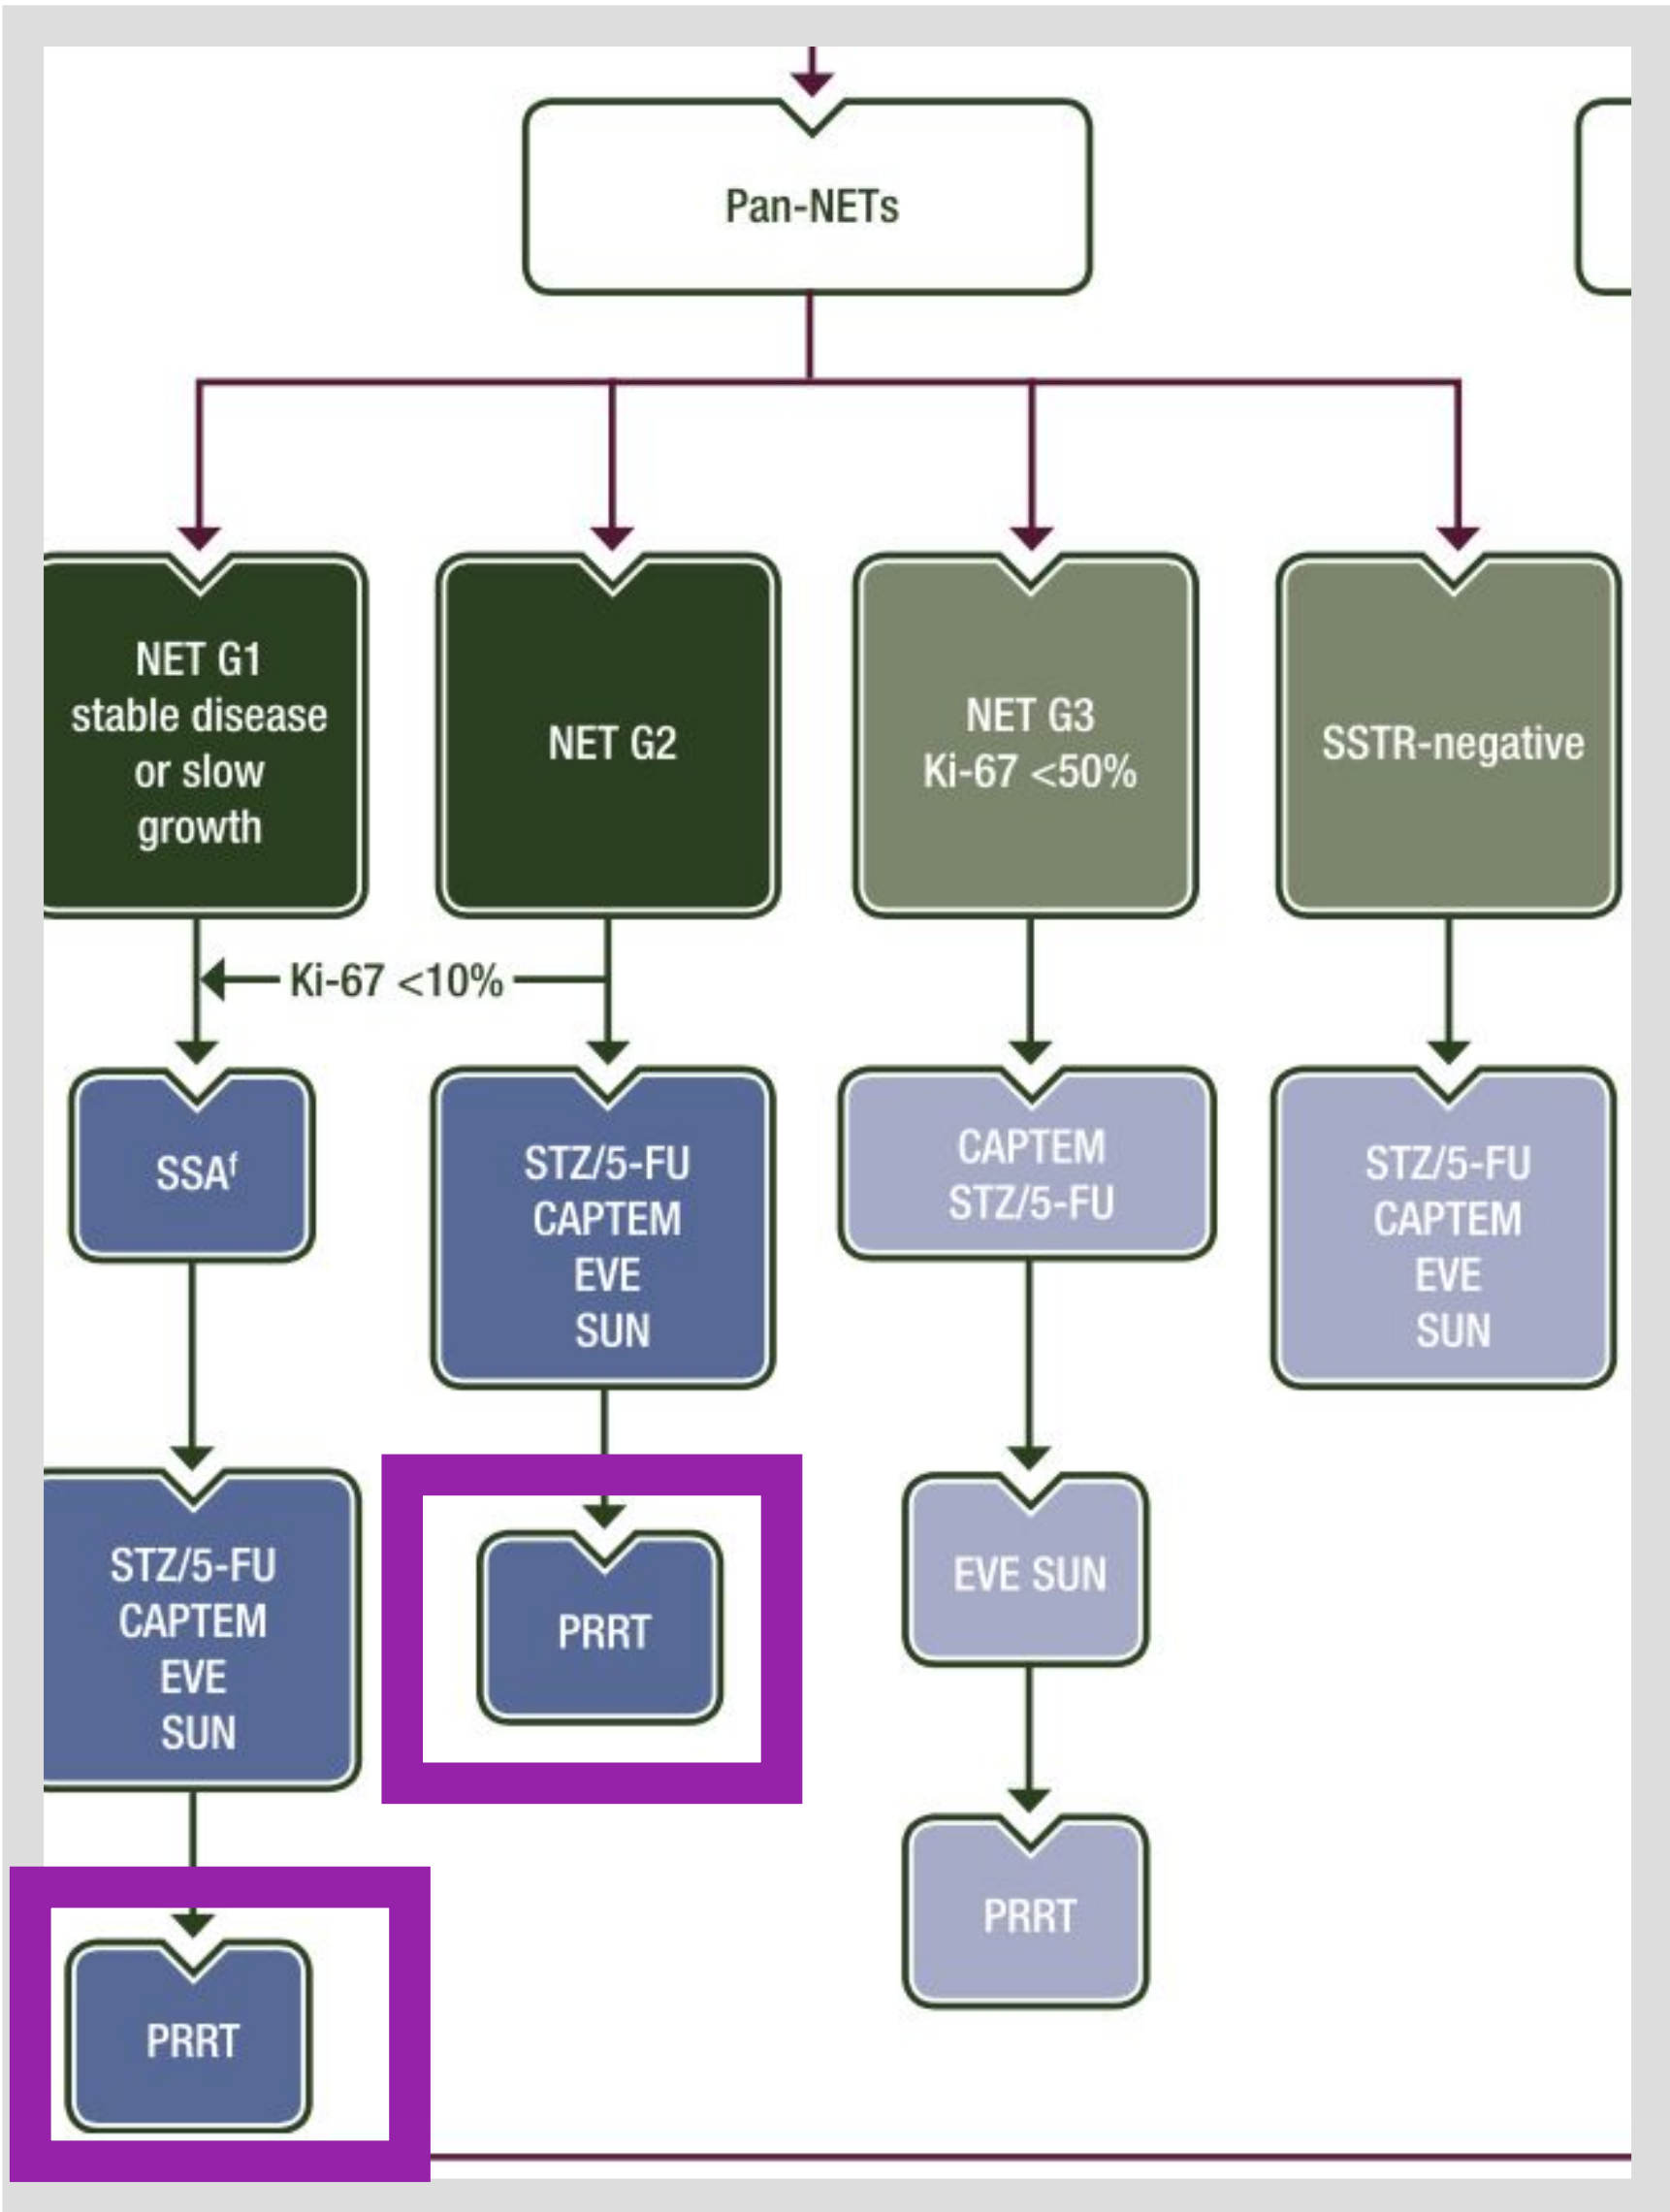 Pan-NETs
NET G1
stable disease
or slow
growth
NET G2
NET G3
Ki-67 <50%
SSTR-negative
Ki-67 <10%
SSAᶠ
STZ/5-FU
CAPTEM
EVE
SUN
CAPTEM
STZ/5-FU
STZ/5-FU
CAPTEM
EVE
SUN
STZ/5-FU
CAPTEM
EVE
SUN
PRRT
EVE SUN
PRRT
PRRT